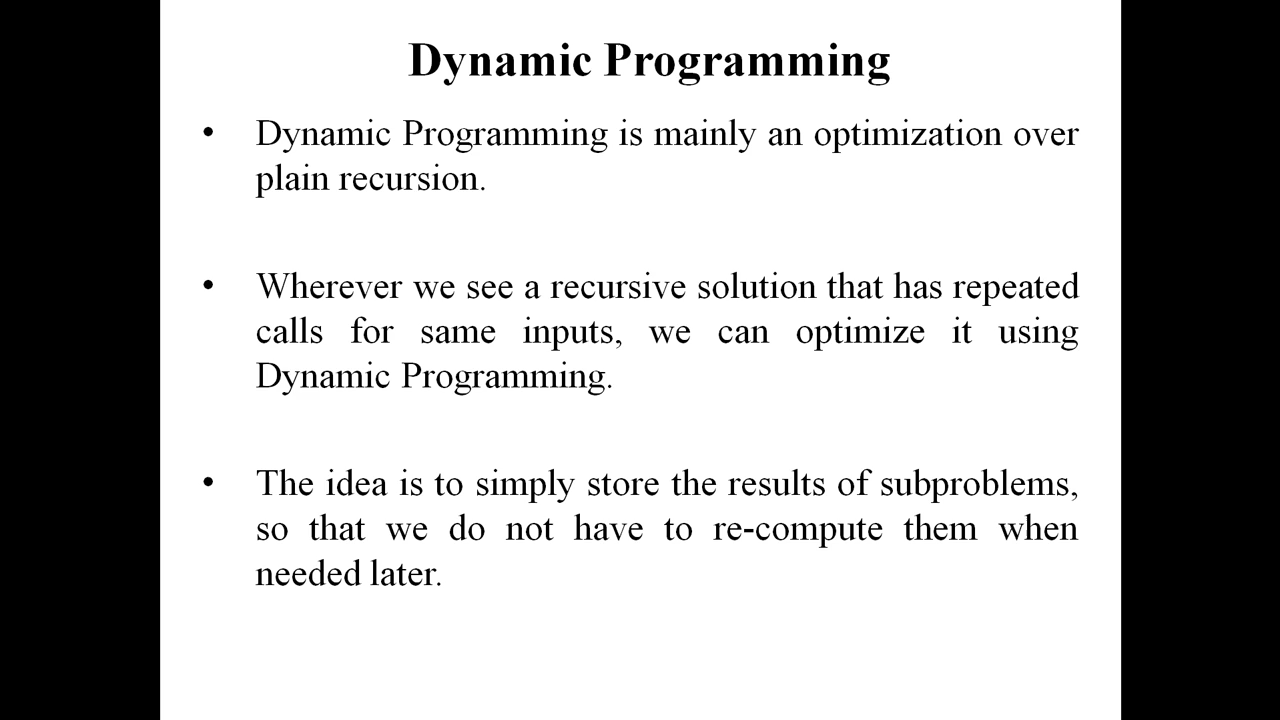 Dynamic Programming
• Dynamic Programming is mainly an optimization over
plain recursion.
• Wherever we see a recursive solution that has repeated
calls for same inputs, we can optimize it using
Dynamic Programming.
• The idea is to simply store the results of subproblems,
so that we do not have to re-compute them when
needed later.